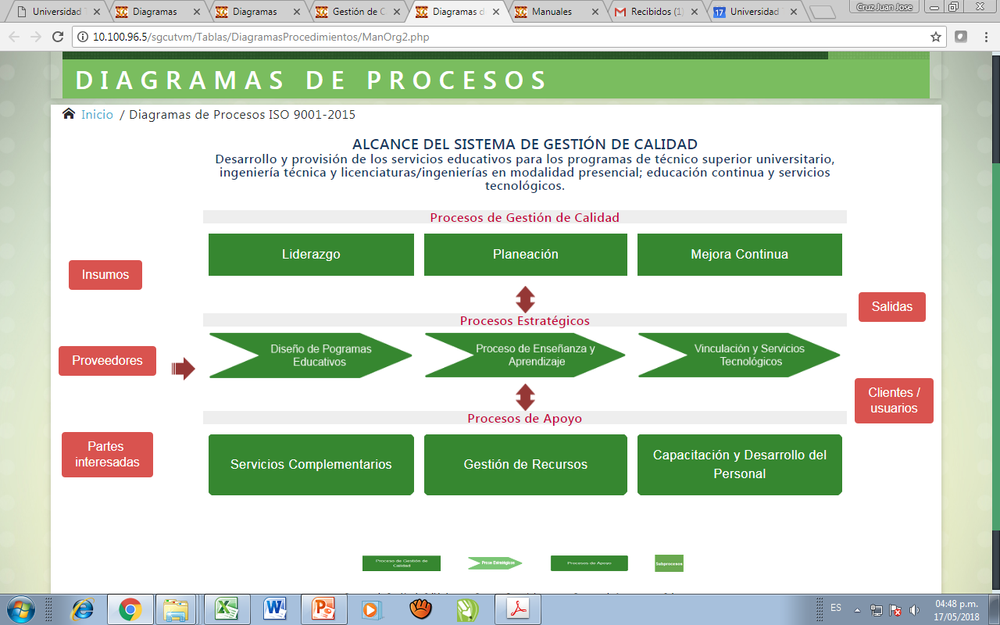 Universidad T
Diagramas
Diagramas
Gestión de C
Diagramas d
Manuales
Recibidos (1)
17
Universidad T
Cruz Juan Jose
10.100.96.5/sgcutvm/Tablas/DiagramasProcedimientos/ManOrg2.php
DIAGRAMAS DE PROCESOS
Inicio / Diagramas de Procesos ISO 9001-2015
ALCANCE DEL SISTEMA DE GESTIÓN DE CALIDAD
Desarrollo y provisión de los servicios educativos para los programas de técnico superior universitario,
ingeniería técnica y licenciaturas/ingenierías en modalidad presencial; educación continua y servicios
tecnológicos.
Procesos de Gestión de Calidad
Liderazgo
Planeación
Mejora Continua
Insumos
Salidas
Procesos Estratégicos
Diseño de Pogramas
Educativos
Proceso de Enseñanza y
Aprendizaje
Vinculación y Servicios
Tecnológicos
Proveedores
Clientes /
usuarios
Procesos de Apoyo
Partes
interesadas
Servicios Complementarios
Gestión de Recursos
Capacitación y Desarrollo del
Personal
Proceso de Gestión de
Calidad
Proce Estratégicos
Procesos de Apoyo
Subprocesos
ES
04:48 p.m.
17/05/2018